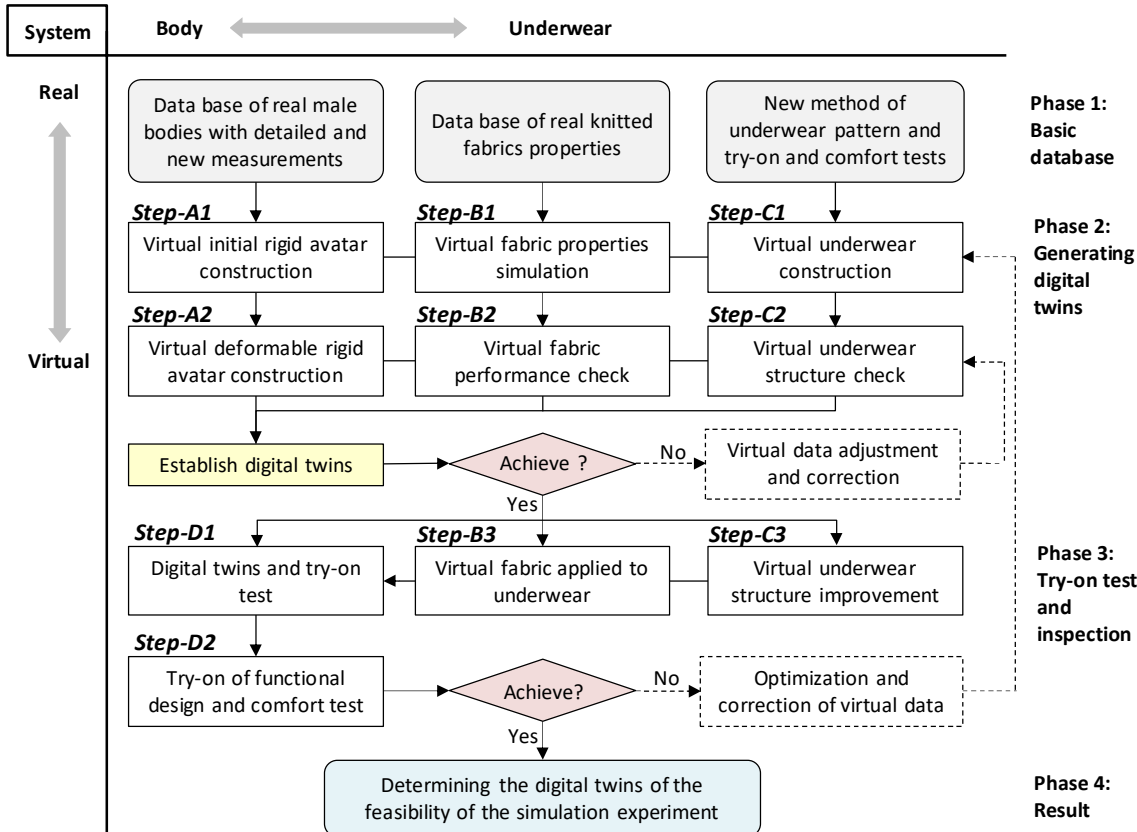 System
Body
Underwear
Real
Virtual
Data base of real male
bodies with detailed and
new measurements
Data base of real knitted
fabrics properties
New method of
underwear pattern and
try-on and comfort tests
Phase 1:
Basic
database
Step-A1
Virtual initial rigid avatar
construction
Step-B1
Virtual fabric properties
simulation
Step-C1
Virtual underwear
construction
Phase 2:
Generating
digital
twins
Step-A2
Virtual deformable rigid
avatar construction
Step-B2
Virtual fabric
performance check
Step-C2
Virtual underwear
structure check
Establish digital twins
Achieve ?
No
Virtual data adjustment
and correction
Yes
Step-D1
Digital twins and try-on
test
Step-B3
Virtual fabric applied to
underwear
Step-C3
Virtual underwear
structure improvement
Phase 3:
Try-on test
and
inspection
Step-D2
Try-on of functional
design and comfort test
Achieve?
No
Optimization and
correction of virtual data
Yes
Determining the digital twins of the
feasibility of the simulation experiment
Phase 4:
Result